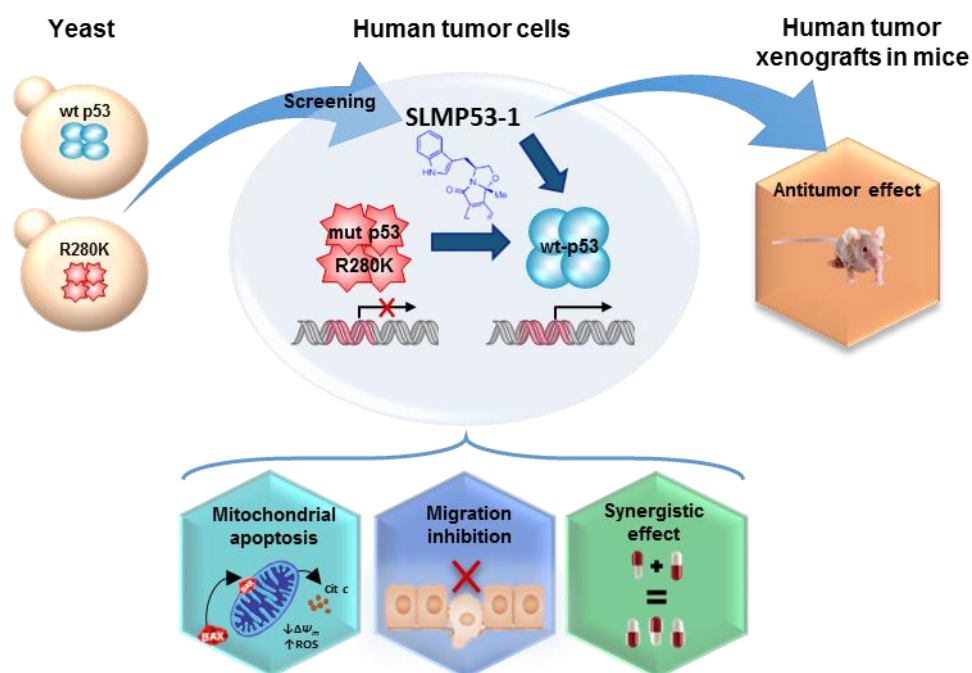 Yeast
Human tumor cells
Human tumor
xenografts in mice
wt p53
R280K
Screening
SLMP53-1
HN
N
O
O
Me
mut p53
R280K
wt-p53
Antitumor effect
Mitochondrial
apoptosis
BAX
BAX
Cit c
↓ΔΨm
↑ROS
Migration
inhibition
Synergistic
effect
+
=